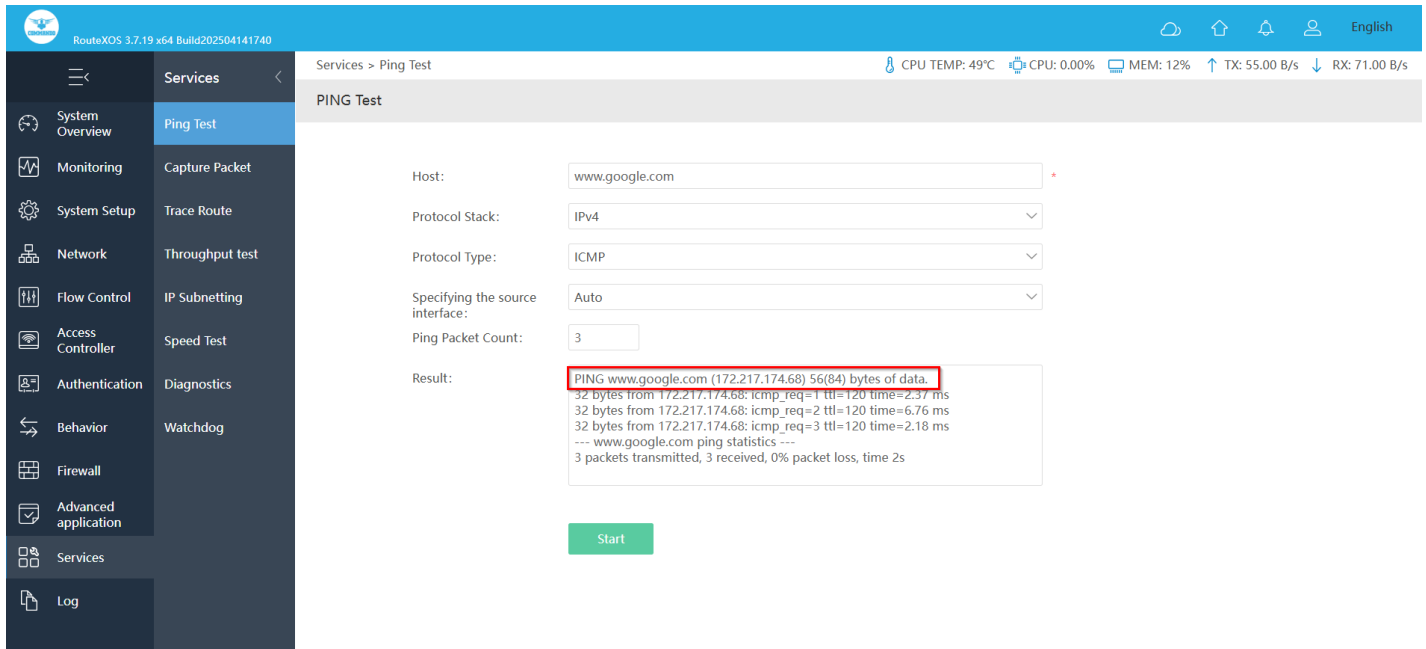 RouteXOS 3.7.19 x64 Build202504141740
English
Services
Services > Ping Test
CPU TEMP: 49℃ CPU: 0.00% MEM: 12% TX: 55.00 B/s RX: 71.00 B/s
PING Test
System Overview
Monitoring
System Setup
Network
Flow Control
Access Controller
Authentication
Behavior
Firewall
Advanced application
Services
Log
Ping Test
Capture Packet
Trace Route
Throughput test
IP Subnetting
Speed Test
Diagnostics
Watchdog
Host: www.google.com *
Protocol Stack: IPv4
Protocol Type: ICMP
Specifying the source interface: Auto
Ping Packet Count: 3
Result:
PING www.google.com (172.217.174.68) 56(84) bytes of data.
32 bytes from 172.217.174.68: icmp_req=1 ttl=120 time=2.37 ms
32 bytes from 172.217.174.68: icmp_req=2 ttl=120 time=6.76 ms
32 bytes from 172.217.174.68: icmp_req=3 ttl=120 time=2.18 ms
--- www.google.com ping statistics ---
3 packets transmitted, 3 received, 0% packet loss, time 2s
Start